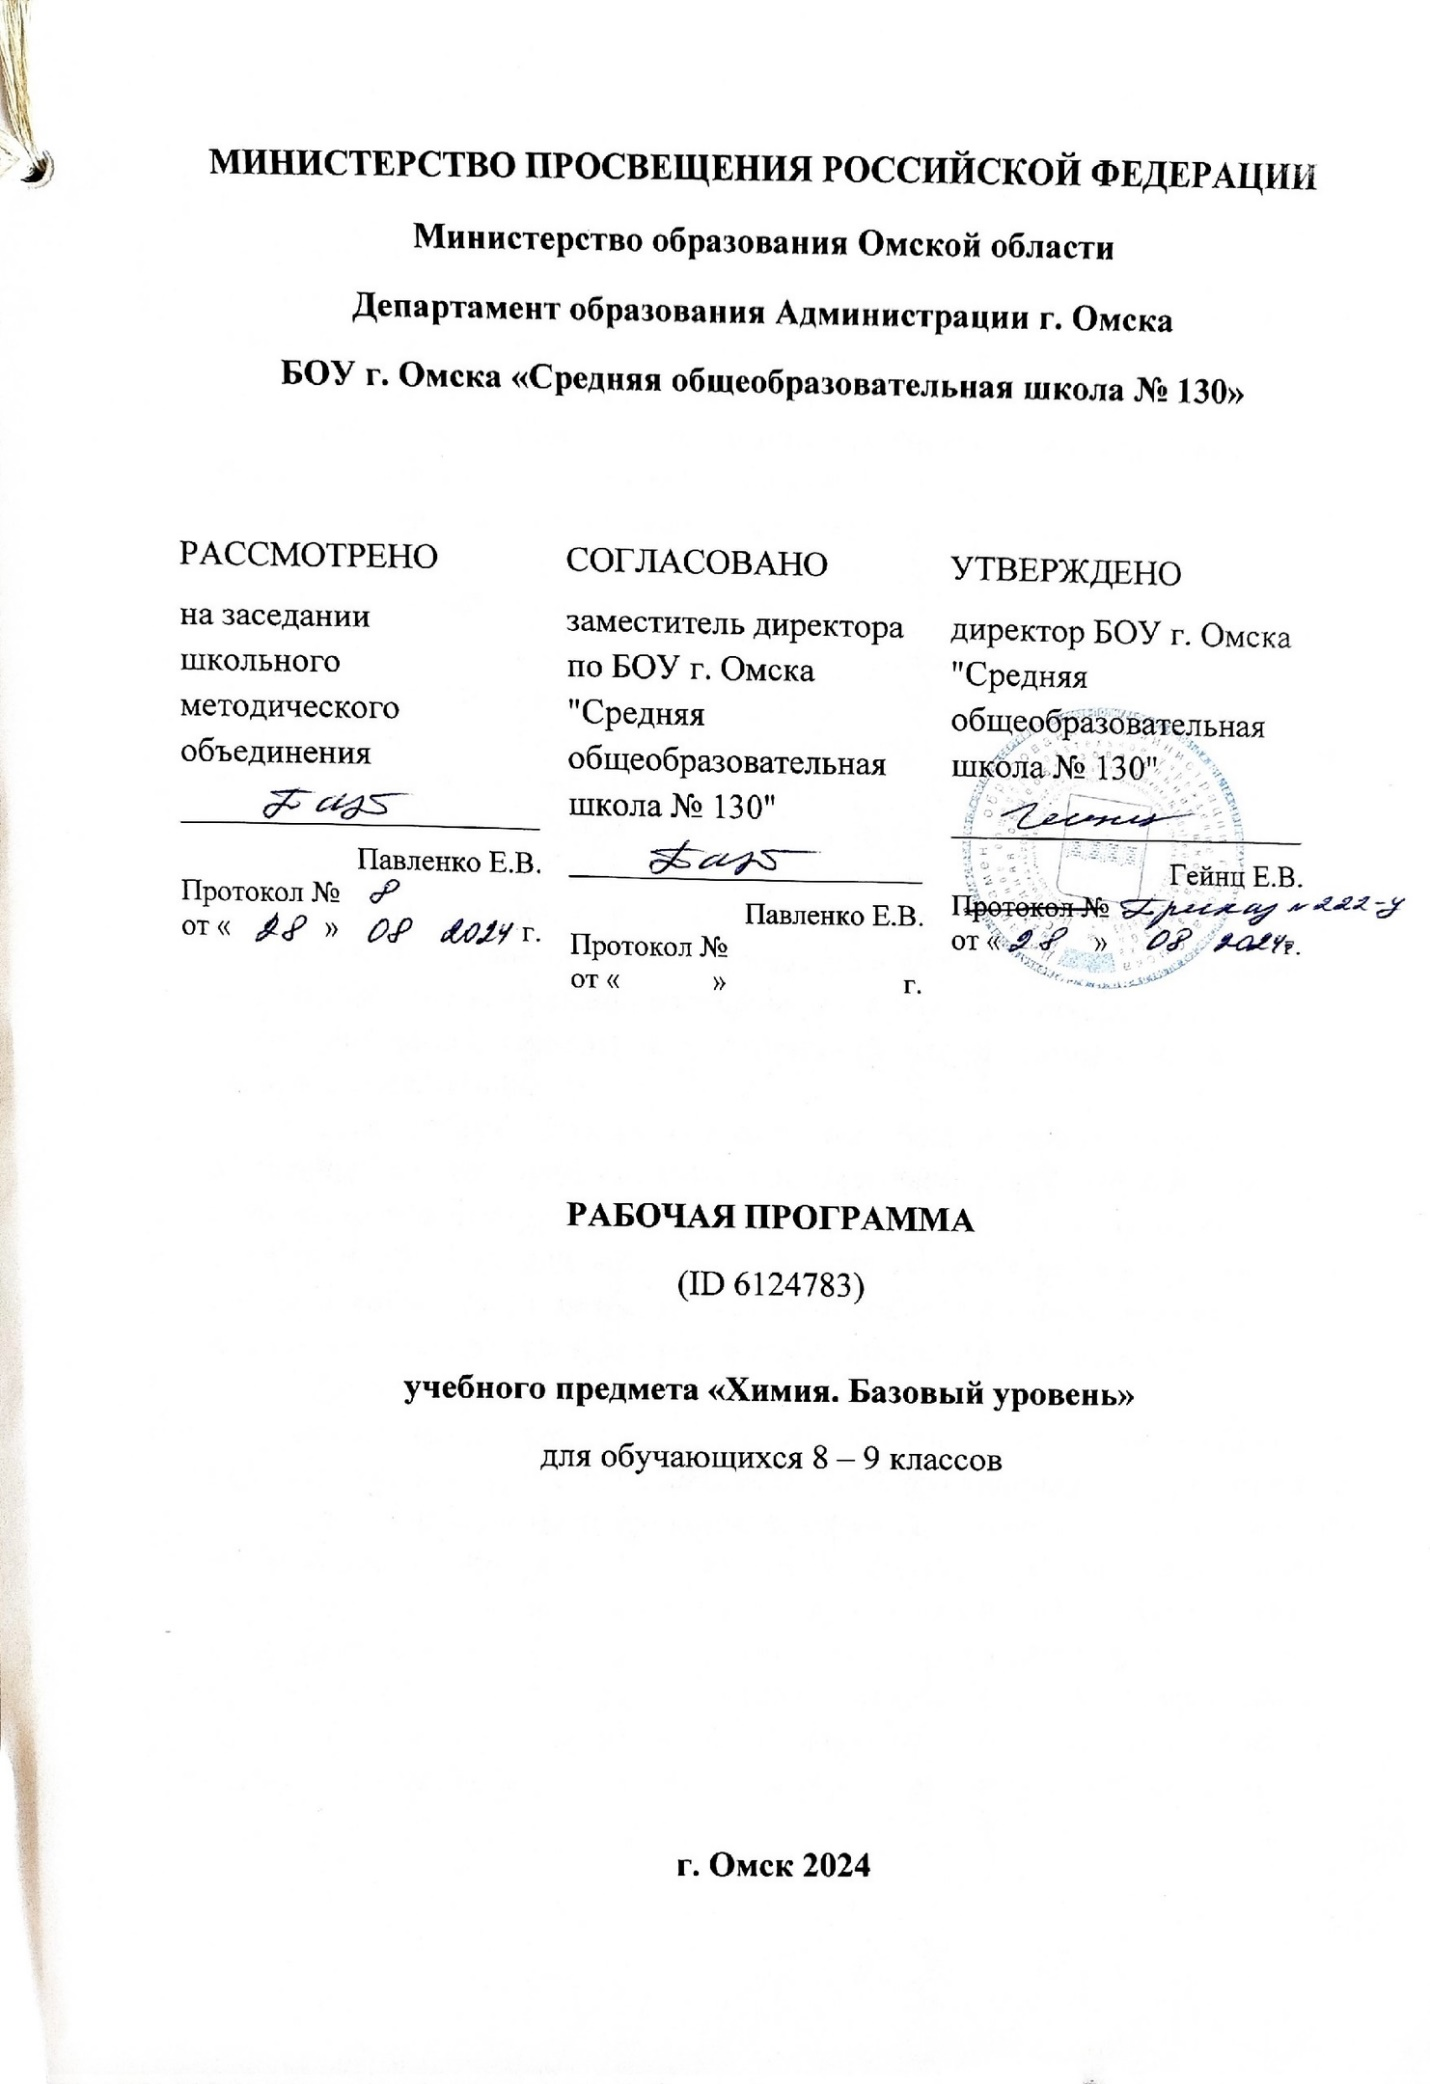 МИНИСТЕРСТВО ПРОСВЕЩЕНИЯ РОССИЙСКОЙ ФЕДЕРАЦИИ
Министерство образования Омской области
Департамент образования Администрации г. Омска
БОУ г. Омска «Средняя общеобразовательная школа № 130»
РАССМОТРЕНО
на заседании
школьного
методического
объединения
Павленко Е.В.
Протокол № 8
от « 28 » 08 2024 г.
СОГЛАСОВАНО
заместитель директора
по БОУ г. Омска
"Средняя
общеобразовательная
школа № 130"
Павленко Е.В.
Протокол №
от « » г.
УТВЕРЖДЕНО
директор БОУ г. Омска
"Средняя
общеобразовательная
школа № 130"
Гейнц Е.В.
Протокол № Приказ № 222-у
от « 28 » 08 2024г.
РАБОЧАЯ ПРОГРАММА
(ID 6124783)
учебного предмета «Химия. Базовый уровень»
для обучающихся 8 – 9 классов
г. Омск 2024